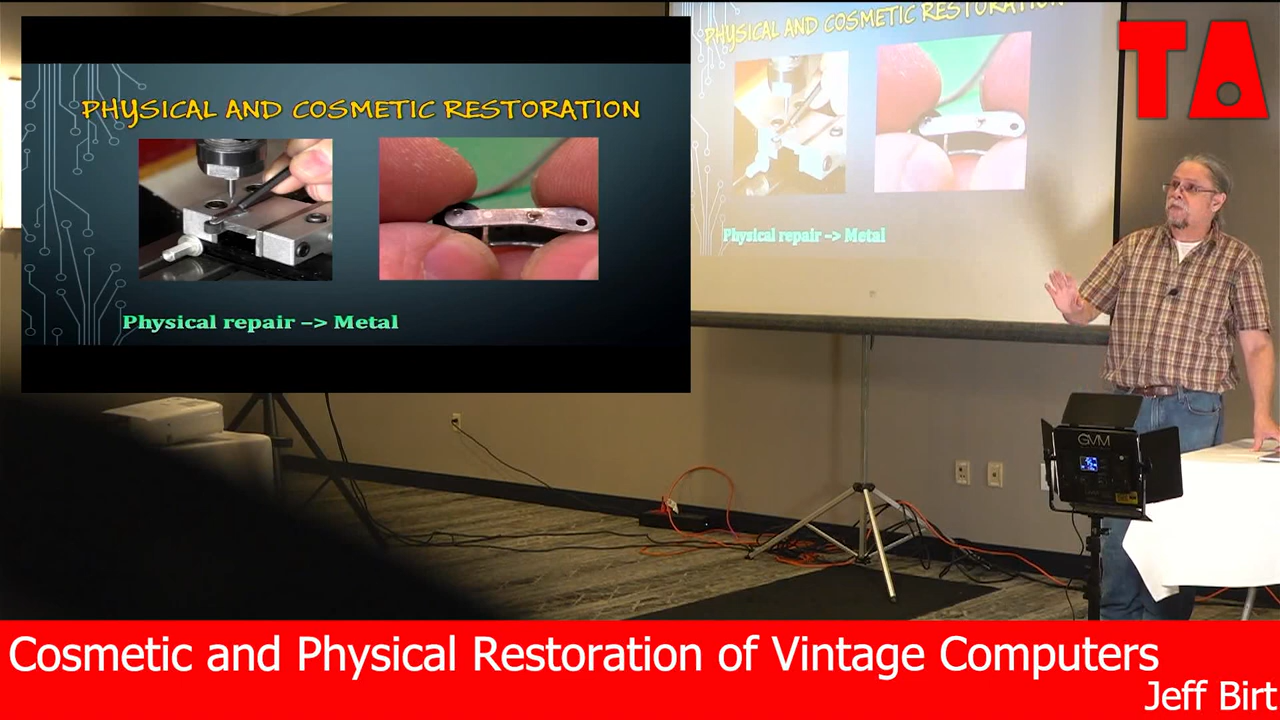 PHYSICAL AND COSMETIC RESTORATION
Physical repair –> Metal
PHYSICAL AND COSMETIC RESTORATION
Physical repair –> Metal
TA
GVM
Cosmetic and Physical Restoration of Vintage Computers
Jeff Birt